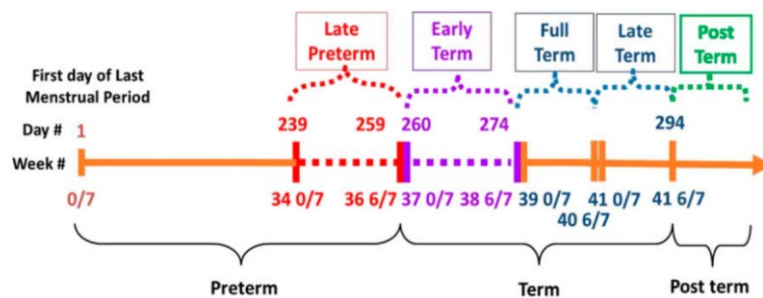 Late
Preterm
Early
Term
Full
Term
Late
Term
Post
Term
First day of Last
Menstrual Period
Day # 1 239 259 260 274 294
Week #
0/7 34 0/7 36 6/7 37 0/7 38 6/7 39 0/7 41 0/7 41 6/7
40 6/7
Preterm Term Post term